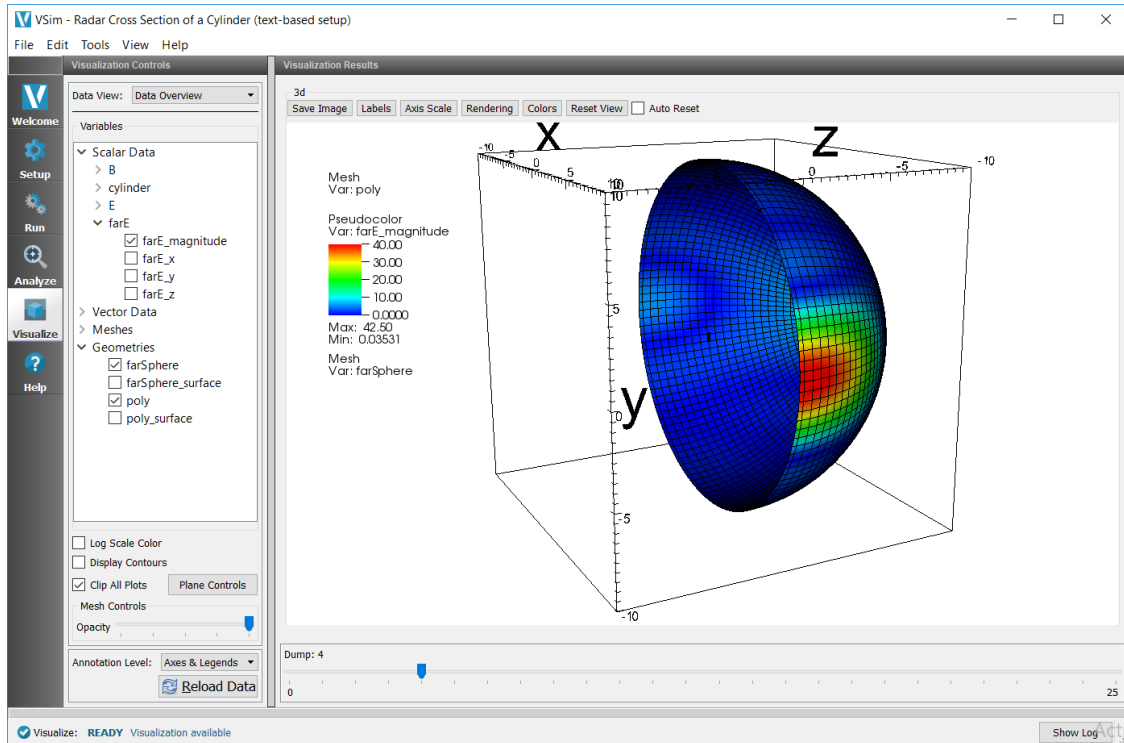 VSim - Radar Cross Section of a Cylinder (text-based setup)
File Edit Tools View Help
Visualization Controls
Visualization Results
Welcome
Setup
Run
Analyze
Visualize
Help
Data View: Data Overview
Variables
Scalar Data
B
cylinder
E
farE
farE_magnitude
farE_x
farE_y
farE_z
Vector Data
Meshes
Geometries
farSphere
farSphere_surface
poly
poly_surface
Log Scale Color
Display Contours
Clip All Plots Plane Controls
Mesh Controls
Opacity
Annotation Level: Axes & Legends
Reload Data
3d
Save Image Labels Axis Scale Rendering Colors Reset View Auto Reset
Mesh
Var: poly
Pseudocolor
Var: farE_magnitude
40.00
30.00
20.00
10.00
0.0000
Max: 42.50
Min: 0.03531
Mesh
Var: farSphere
X
-10 -5 0 5 10
Z
0 -5 -10
10
5
y
0
-5
-10
Dump: 4
0 25
Visualize: READY Visualization available
Show Log